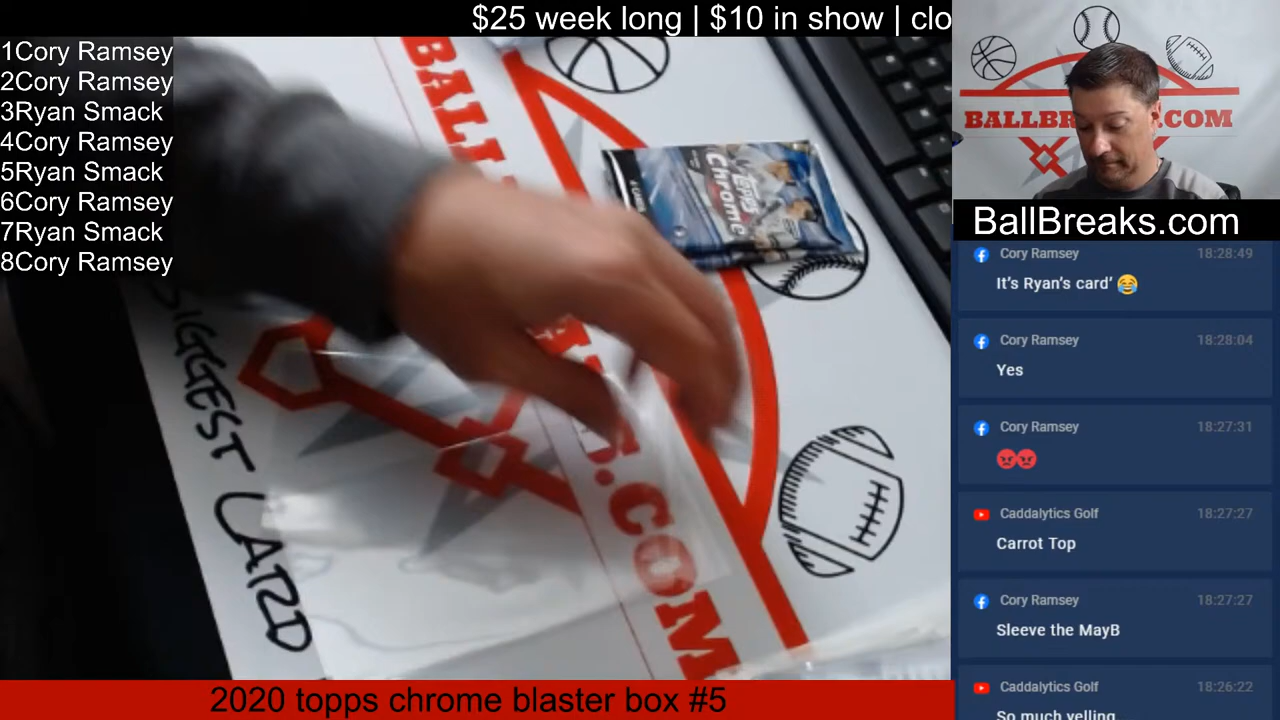 $25 week long | $10 in show | clo
1Cory Ramsey
2Cory Ramsey
3Ryan Smack
4Cory Ramsey
5Ryan Smack
6Cory Ramsey
7Ryan Smack
8Cory Ramsey
BALL
.COM
Topps
Chrome
BIGGEST CARD
BALLBR .COM
BallBreaks.com
Cory Ramsey 18:28:49
It’s Ryan’s card’ 😂
Cory Ramsey 18:28:04
Yes
Cory Ramsey 18:27:31
😡😡
Caddalytics Golf 18:27:27
Carrot Top
Cory Ramsey 18:27:27
Sleeve the MayB
Caddalytics Golf 18:26:22
So much yelling
2020 topps chrome blaster box #5